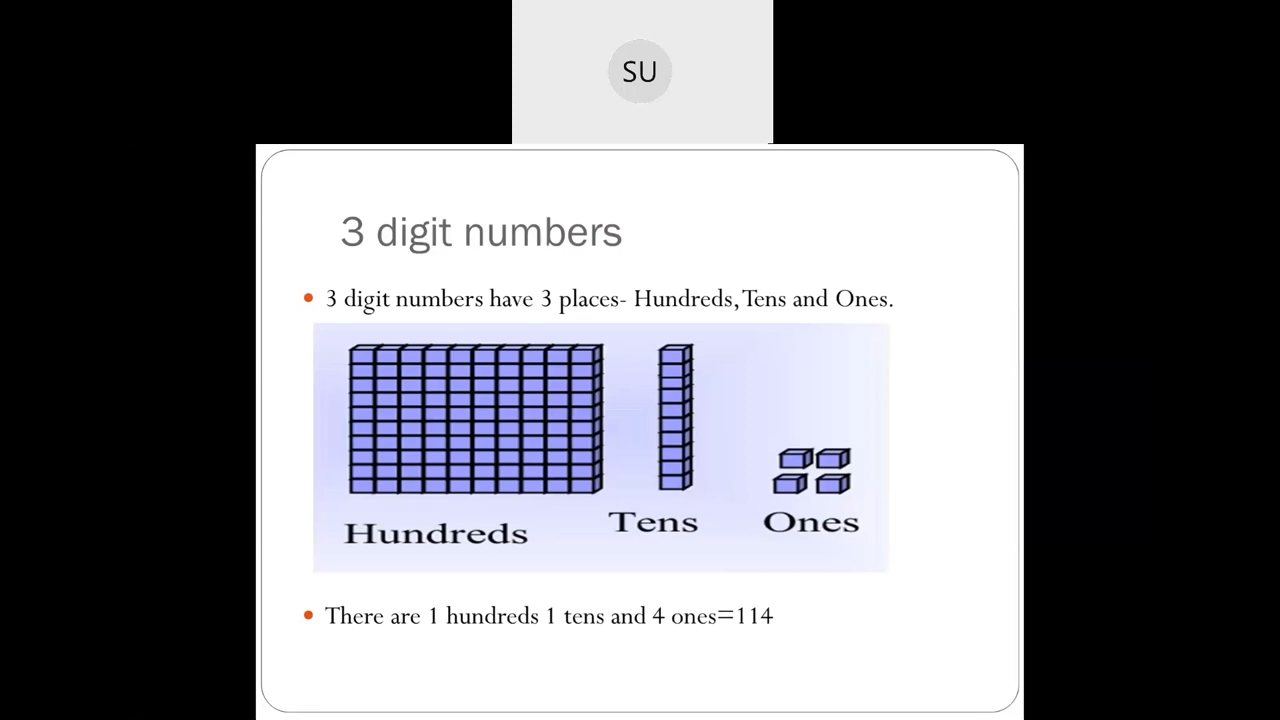 SU
3 digit numbers
• 3 digit numbers have 3 places- Hundreds, Tens and Ones.
Hundreds Tens Ones
• There are 1 hundreds 1 tens and 4 ones=114